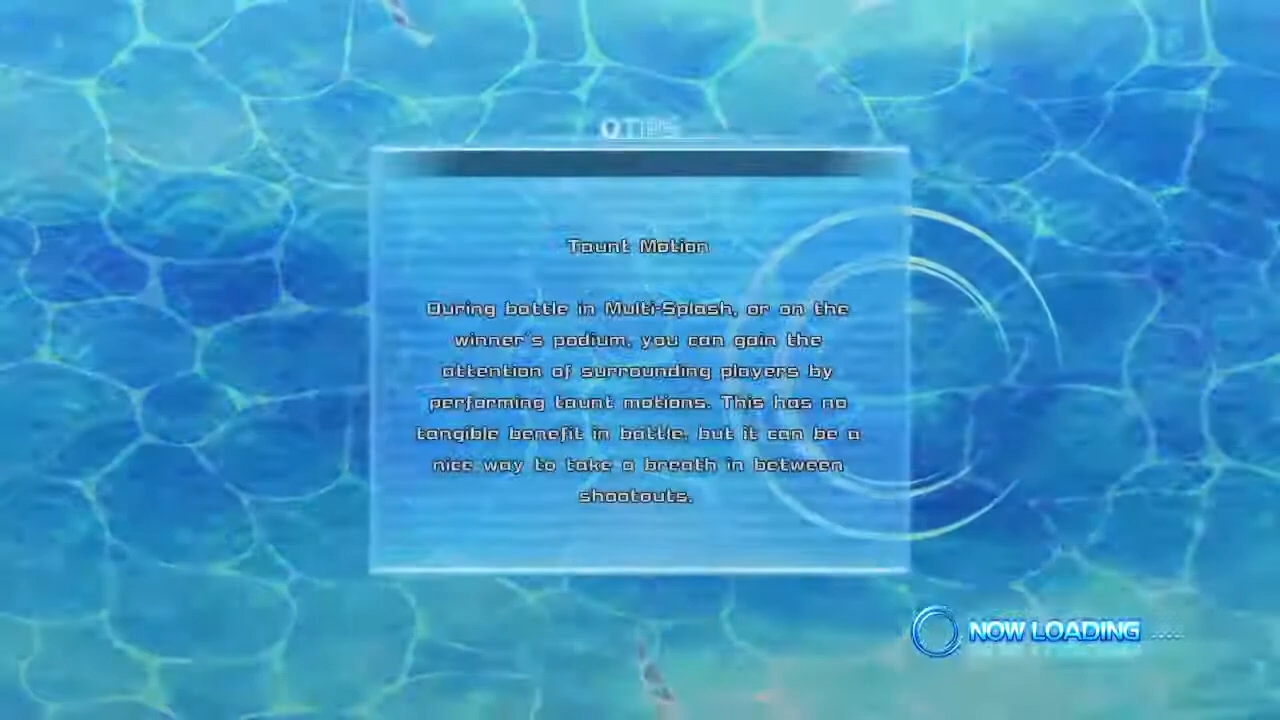 TIPS
Taunt Motion
During battle in Multi-Splash, or on the
winner's podium, you can gain the
attention of surrounding players by
performing taunt motions. This has no
tangible benefit in battle, but it can be a
nice way to take a breath in between
shootouts.
NOW LOADING ....